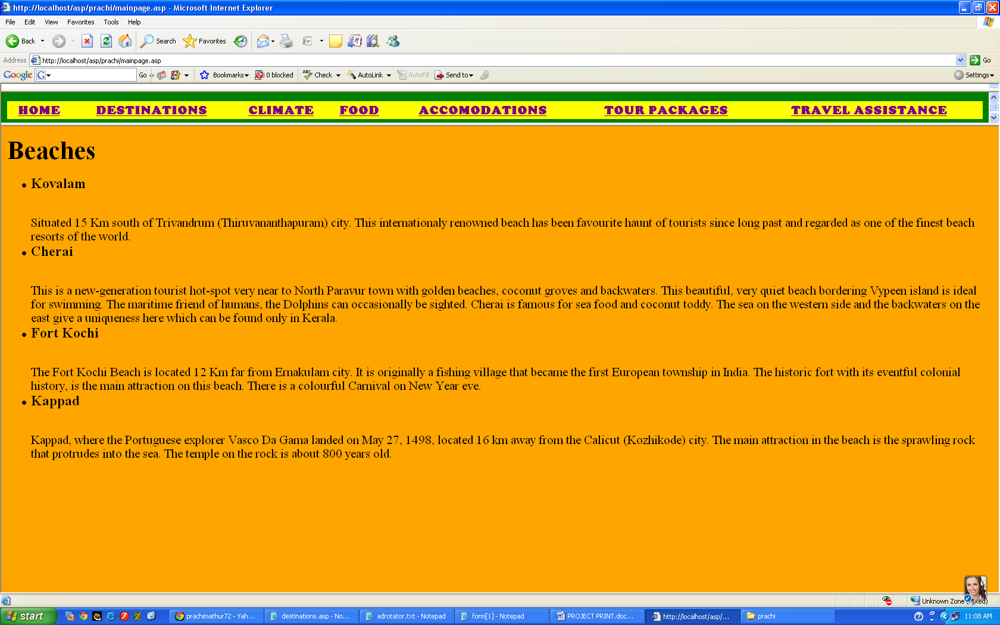 http://localhost/asp/prachi/mainpage.asp - Microsoft Internet Explorer
File Edit View Favorites Tools Help
Back Search Favorites
Address http://localhost/asp/prachi/mainpage.asp Go
Google G Go Bookmarks 0 blocked ABC Check AutoLink AutoFill Send to Settings
HOME DESTINATIONS CLIMATE FOOD ACCOMODATIONS TOUR PACKAGES TRAVEL ASSISTANCE
Beaches
• Kovalam
Situated 15 Km south of Trivandrum (Thiruvananthapuram) city. This internationaly renowned beach has been favourite haunt of tourists since long past and regarded as one of the finest beach
resorts of the world.
• Cherai
This is a new-generation tourist hot-spot very near to North Paravur town with golden beaches, coconut groves and backwaters. This beautiful, very quiet beach bordering Vypeen island is ideal
for swimming. The maritime friend of humans, the Dolphins can occasionally be sighted. Cherai is famous for sea food and coconut toddy. The sea on the western side and the backwaters on the
east give a uniqueness here which can be found only in Kerala.
• Fort Kochi
The Fort Kochi Beach is located 12 Km far from Ernakulam city. It is originally a fishing village that became the first European township in India. The historic fort with its eventful colonial
history, is the main attraction on this beach. There is a colourful Carnival on New Year eve.
• Kappad
Kappad, where the Portuguese explorer Vasco Da Gama landed on May 27, 1498, located 16 km away from the Calicut (Kozhikode) city. The main attraction in the beach is the sprawling rock
that protrudes into the sea. The temple on the rock is about 800 years old.
Unknown Zone (Mixed)
start prachimathur72 - Yah... destinations.asp - No... adrotator.txt - Notepad form[1] - Notepad PROJECT PRINT.doc... http://localhost/asp/... prachi 11:08 AM